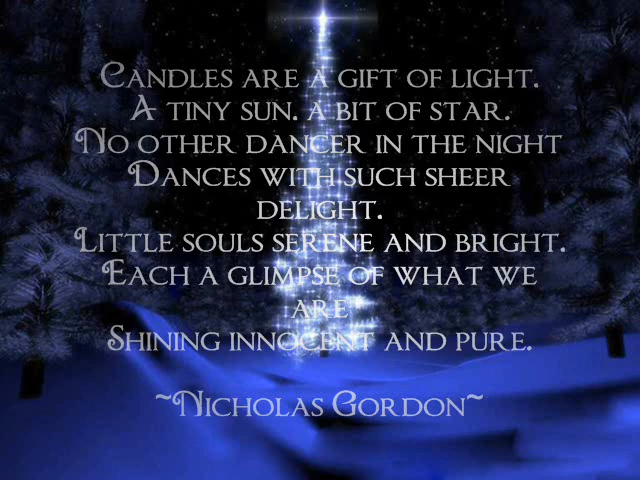 Candles are a gift of light.
A tiny sun. a bit of star.
No other dancer in the night
Dances with such sheer
delight.
Little souls serene and bright.
Each a glimpse of what we
are
Shining innocent and pure.
~Nicholas Gordon~